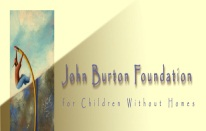 John Burton Foundation
for Children Without Homes